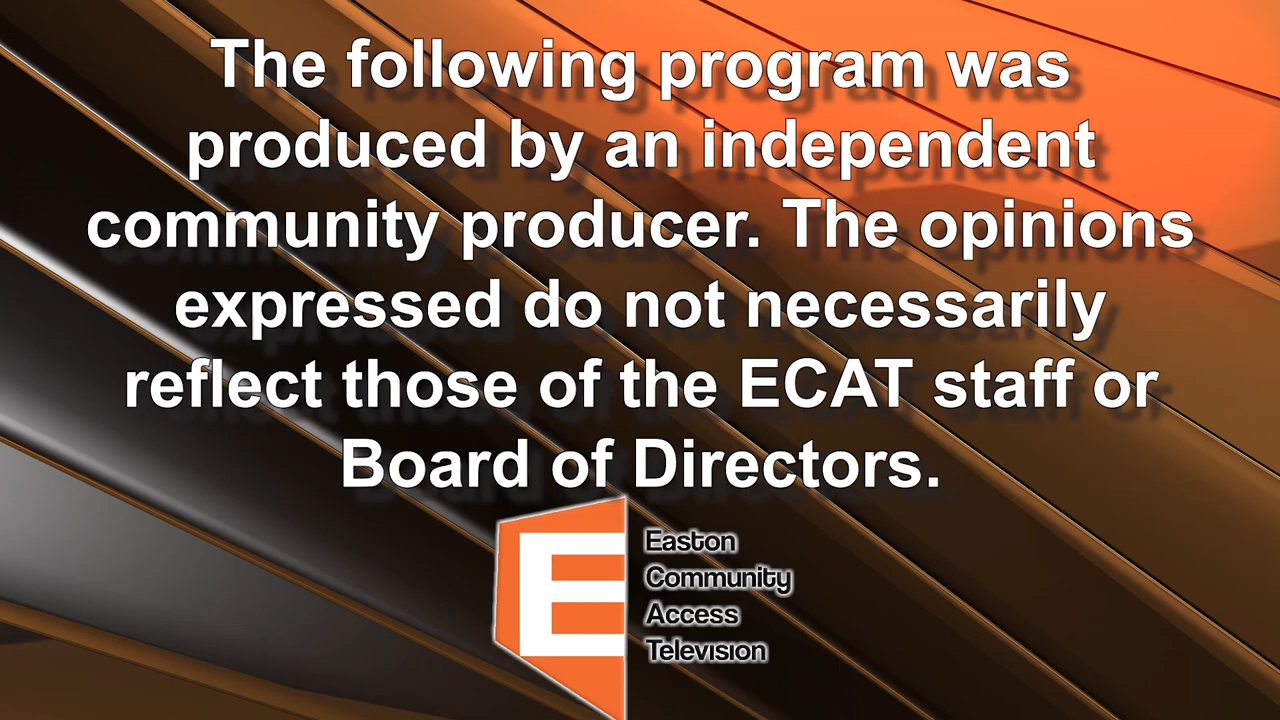 The following program was
produced by an independent
community producer. The opinions
expressed do not necessarily
reflect those of the ECAT staff or
Board of Directors.
E
Easton
Community
Access
Television